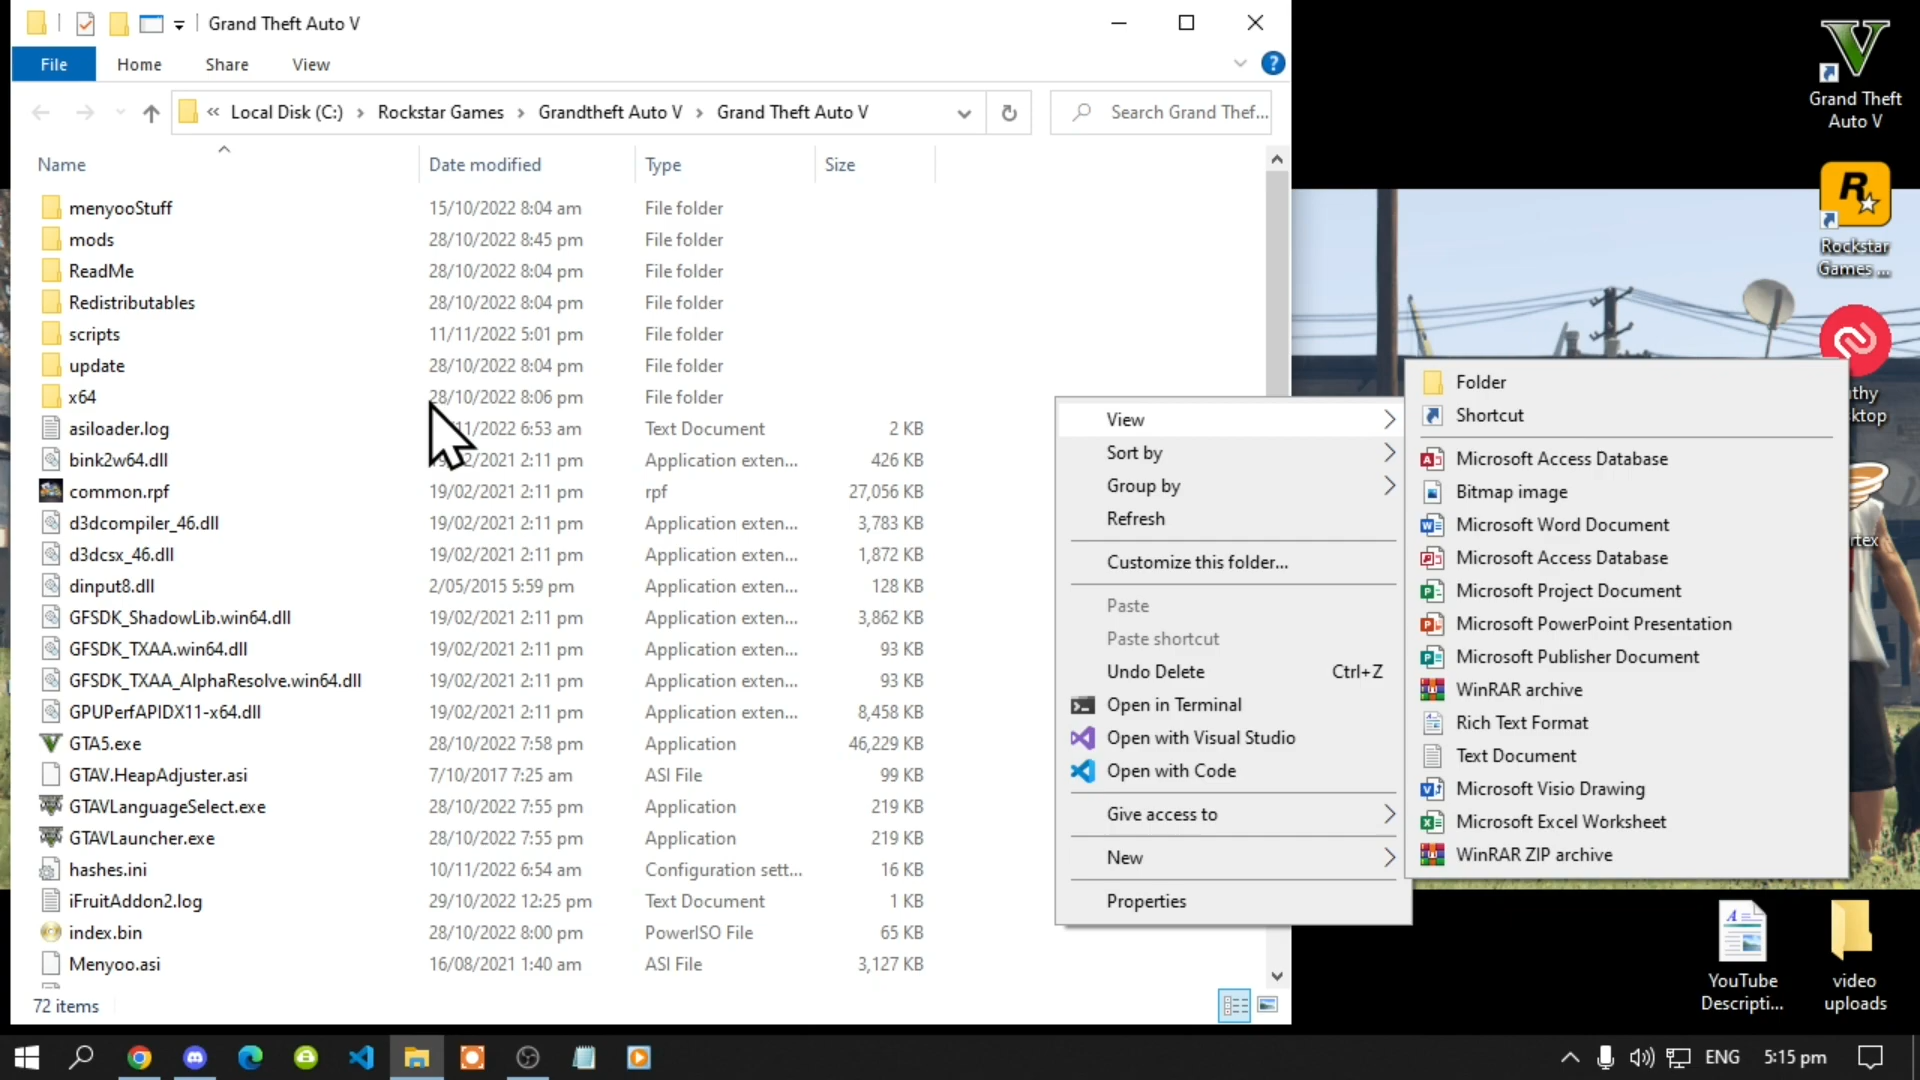 Grand Theft Auto V
File Home Share View
« Local Disk (C:) > Rockstar Games > Grandtheft Auto V > Grand Theft Auto V
Search Grand Thef...
Name Date modified Type Size
menyooStuff 15/10/2022 8:04 am File folder
mods 28/10/2022 8:45 pm File folder
ReadMe 28/10/2022 8:04 pm File folder
Redistributables 28/10/2022 8:04 pm File folder
scripts 11/11/2022 5:01 pm File folder
update 28/10/2022 8:04 pm File folder
x64 28/10/2022 8:06 pm File folder
asiloader.log 11/2022 6:53 am Text Document 2 KB
bink2w64.dll 19/02/2021 2:11 pm Application exten... 426 KB
common.rpf 19/02/2021 2:11 pm rpf 27,056 KB
d3dcompiler_46.dll 19/02/2021 2:11 pm Application exten... 3,783 KB
d3dcsx_46.dll 19/02/2021 2:11 pm Application exten... 1,872 KB
dinput8.dll 2/05/2015 5:59 pm Application exten... 128 KB
GFSDK_ShadowLib.win64.dll 19/02/2021 2:11 pm Application exten... 3,862 KB
GFSDK_TXAA.win64.dll 19/02/2021 2:11 pm Application exten... 93 KB
GFSDK_TXAA_AlphaResolve.win64.dll 19/02/2021 2:11 pm Application exten... 93 KB
GPUPerfAPIDX11-x64.dll 19/02/2021 2:11 pm Application exten... 8,458 KB
GTA5.exe 28/10/2022 7:58 pm Application 46,229 KB
GTAV.HeapAdjuster.asi 7/10/2017 7:25 am ASI File 99 KB
GTAVLanguageSelect.exe 28/10/2022 7:55 pm Application 219 KB
GTAVLauncher.exe 28/10/2022 7:55 pm Application 219 KB
hashes.ini 10/11/2022 6:54 am Configuration sett... 16 KB
iFruitAddon2.log 29/10/2022 12:25 pm Text Document 1 KB
index.bin 28/10/2022 8:00 pm PowerISO File 65 KB
Menyoo.asi 16/08/2021 1:40 am ASI File 3,127 KB
72 items
View
Sort by
Group by
Refresh
Customize this folder...
Paste
Paste shortcut
Undo Delete Ctrl+Z
Open in Terminal
Open with Visual Studio
Open with Code
Give access to
New
Properties
Folder
Shortcut
Microsoft Access Database
Bitmap image
Microsoft Word Document
Microsoft Access Database
Microsoft Project Document
Microsoft PowerPoint Presentation
Microsoft Publisher Document
WinRAR archive
Rich Text Format
Text Document
Microsoft Visio Drawing
Microsoft Excel Worksheet
WinRAR ZIP archive
Grand Theft
Auto V
Rockstar
Games ...
thy
ktop
rtex
YouTube
Descripti...
video
uploads
ENG 5:15 pm